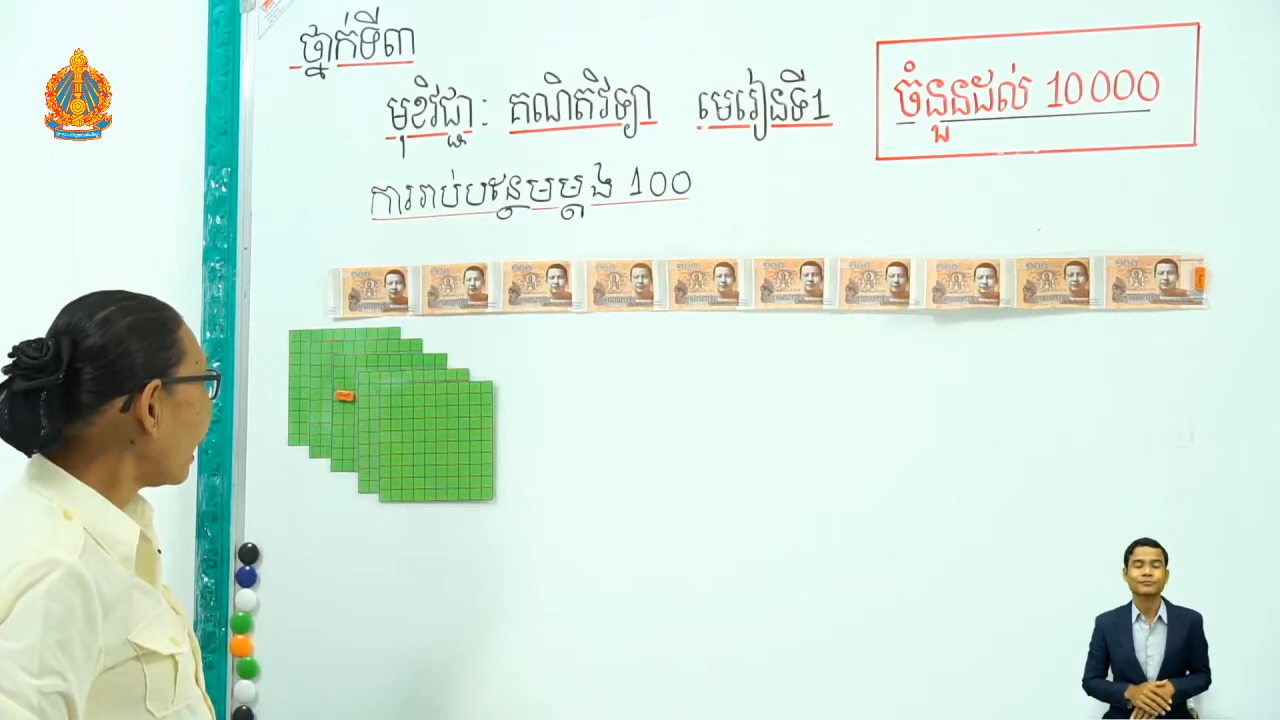 ថ្នាក់ទី៣
មុខវិជ្ជា: គណិតវិទ្យា មេរៀនទី1
ចំនួនដល់ 10000
ការរាប់បន្ថែមម្តង 100